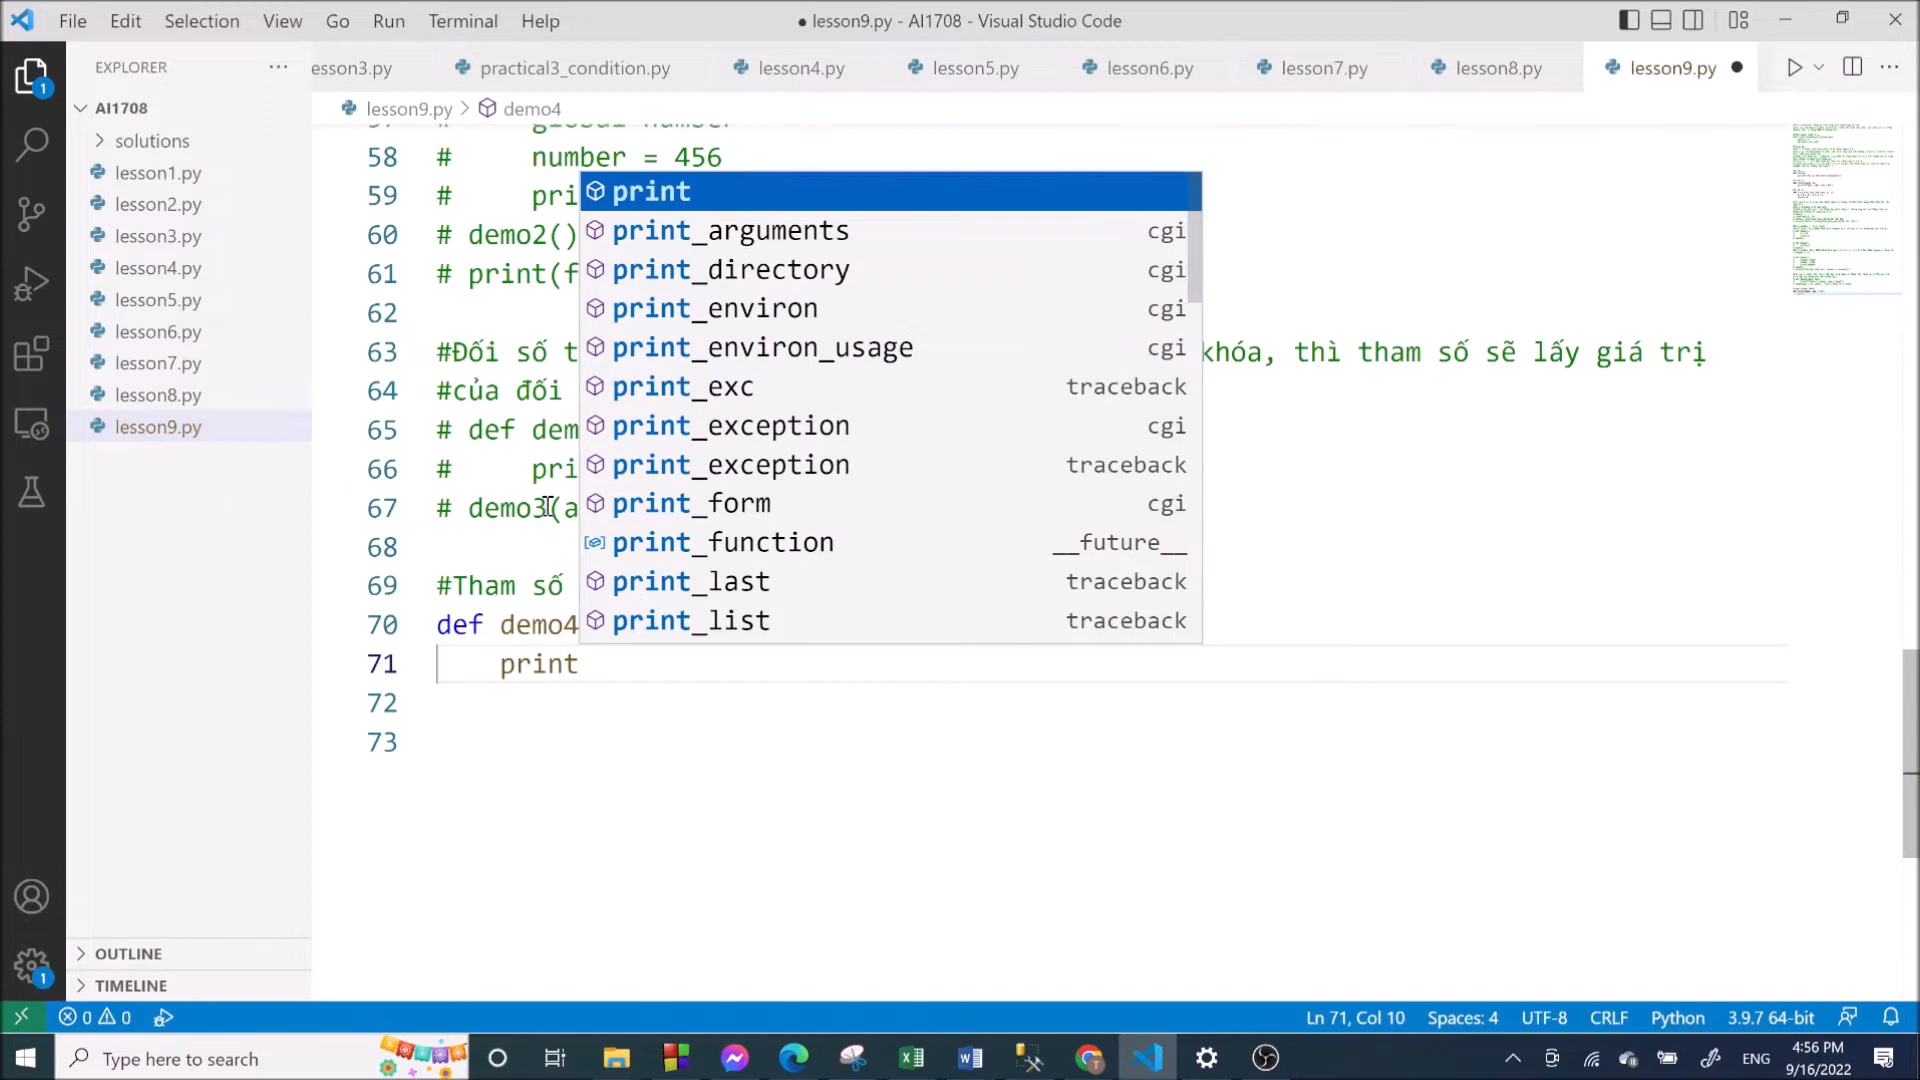 File Edit Selection View Go Run Terminal Help
● lesson9.py - AI1708 - Visual Studio Code
EXPLORER ···
esson3.py practical3_condition.py lesson4.py lesson5.py lesson6.py lesson7.py lesson8.py lesson9.py ●
lesson9.py > demo4
AI1708
solutions
lesson1.py
lesson2.py
lesson3.py
lesson4.py
lesson5.py
lesson6.py
lesson7.py
lesson8.py
lesson9.py
58 # number = 456
59 # pri
60 # demo2()
61 # print(f
62
63 #Đối số t khóa, thì tham số sẽ lấy giá trị
64 #của đối
65 # def dem
66 # pri
67 # demo3(a
68
69 #Tham số
70 def demo4
71 print
72
73
print
print_arguments cgi
print_directory cgi
print_environ cgi
print_environ_usage cgi
print_exc traceback
print_exception cgi
print_exception traceback
print_form cgi
print_function __future__
print_last traceback
print_list traceback
OUTLINE
TIMELINE
1
1
0 0
Ln 71, Col 10 Spaces: 4 UTF-8 CRLF Python 3.9.7 64-bit
Type here to search
ENG
4:56 PM
9/16/2022